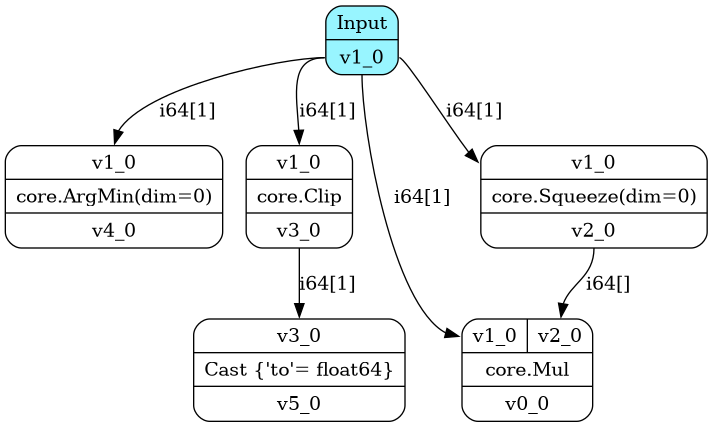 Input
v1_0
i64[1]
i64[1]
i64[1]
v1_0
core.ArgMin(dim=0)
v4_0
v1_0
core.Clip
v3_0
i64[1]
v1_0
core.Squeeze(dim=0)
v2_0
i64[1]
i64[]
v3_0
Cast {'to'= float64}
v5_0
v1_0 v2_0
core.Mul
v0_0